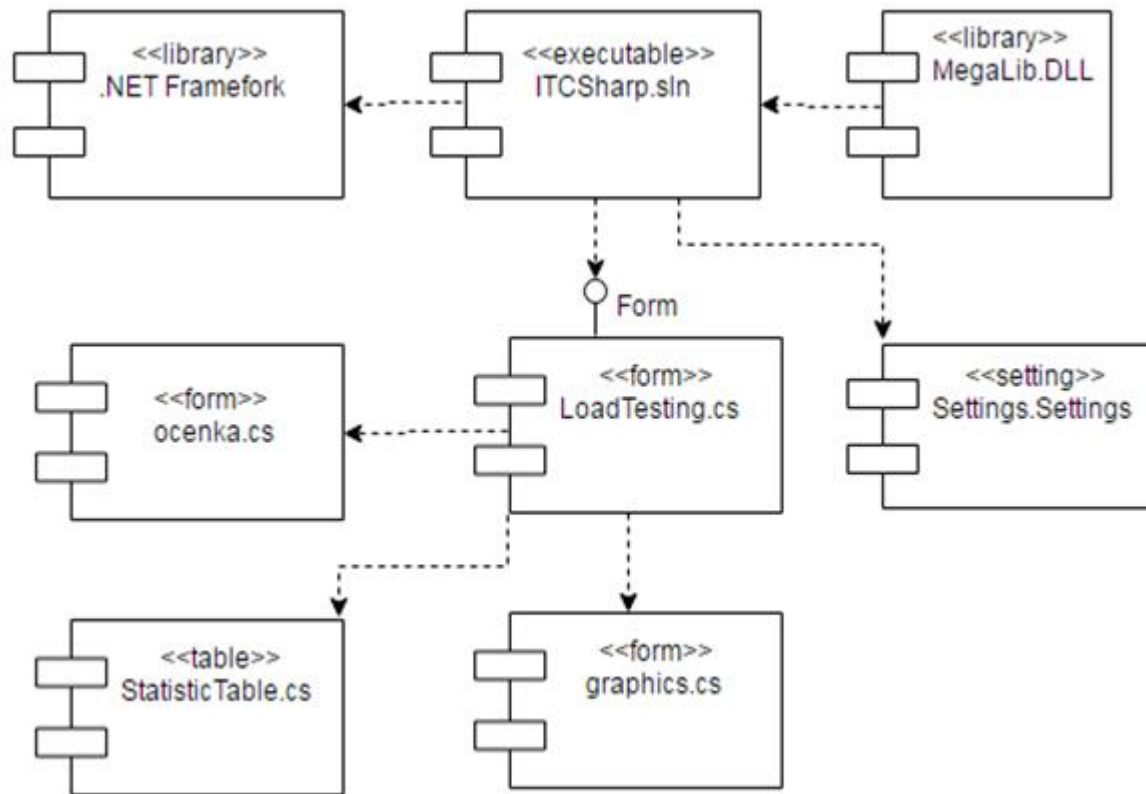 <<library>>
.NET Framefork
<<executable>>
ITCSharp.sln
<<library>>
MegaLib.DLL
Form
<<form>>
ocenka.cs
<<form>>
LoadTesting.cs
<<setting>>
Settings.Settings
<<table>>
StatisticTable.cs
<<form>>
graphics.cs